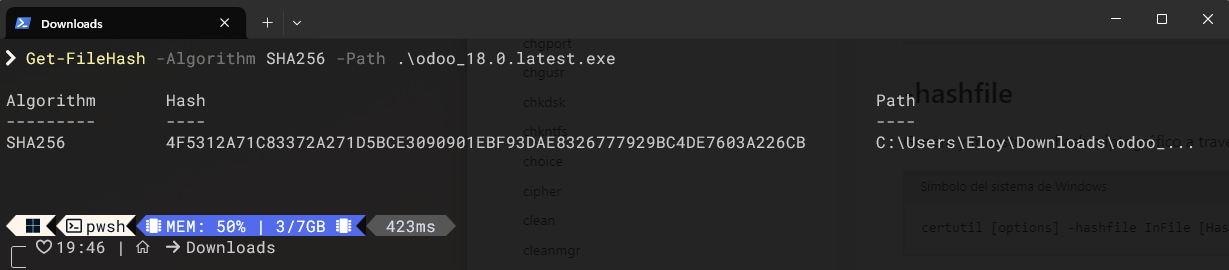 Downloads
Get-FileHash -Algorithm SHA256 -Path .\odoo_18.0.latest.exe
chgport
chgusr
chkdsk
hashfile
Algorithm Hash Path
--------- ---- ----
chkntfs
SHA256 4F5312A71C83372A271D5BCE3090901EBF93DAE8326777929BC4DE7603A226CB C:\Users\Eloy\Downloads\odoo_...
choice
cipher
Símbolo del sistema de Windows
clean
pwsh MEM: 50% | 3/7GB 423ms
certutil [options] -hashfile InFile [Has
19:46 | Downloads
cleanmgr